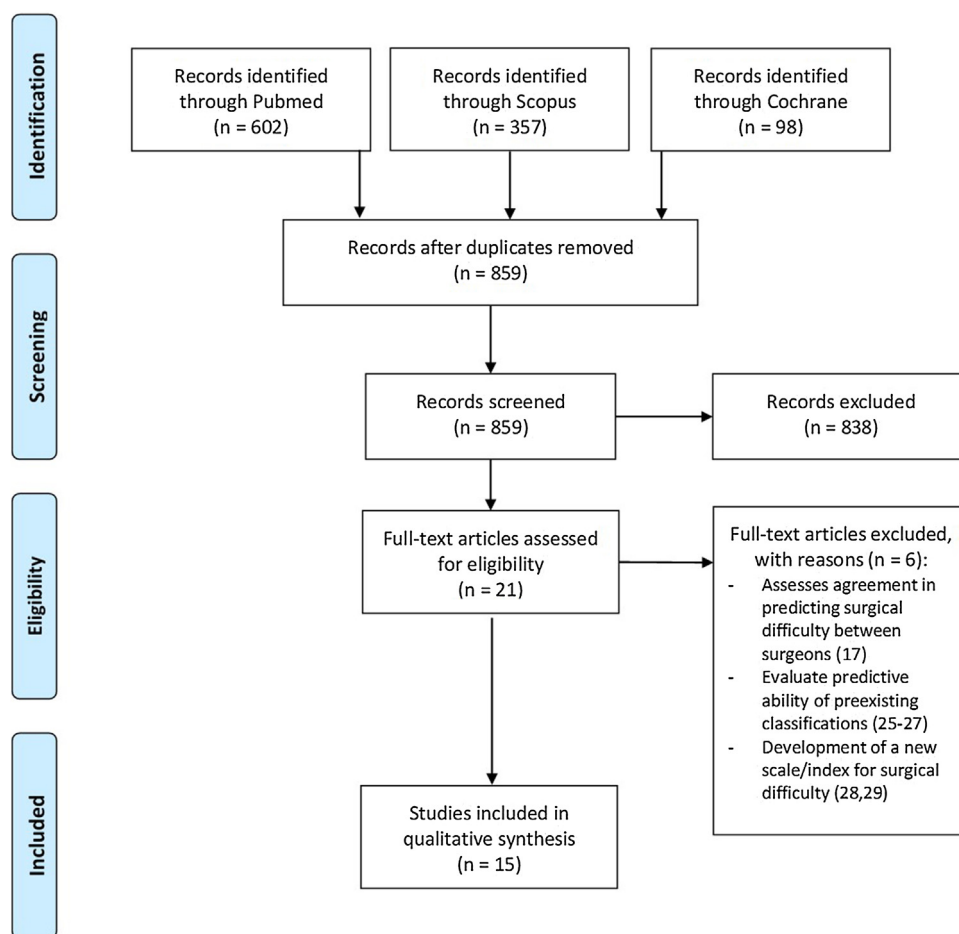 Identification
Records identified
through Pubmed
(n = 602)
Records identified
through Scopus
(n = 357)
Records identified
through Cochrane
(n = 98)
Records after duplicates removed
(n = 859)
Screening
Records screened
(n = 859)
Records excluded
(n = 838)
Eligibility
Full-text articles assessed
for eligibility
(n = 21)
Full-text articles excluded,
with reasons (n = 6):
- Assesses agreement in
predicting surgical
difficulty between
surgeons (17)
- Evaluate predictive
ability of preexisting
classifications (25-27)
- Development of a new
scale/index for surgical
difficulty (28,29)
Included
Studies included in
qualitative synthesis
(n = 15)